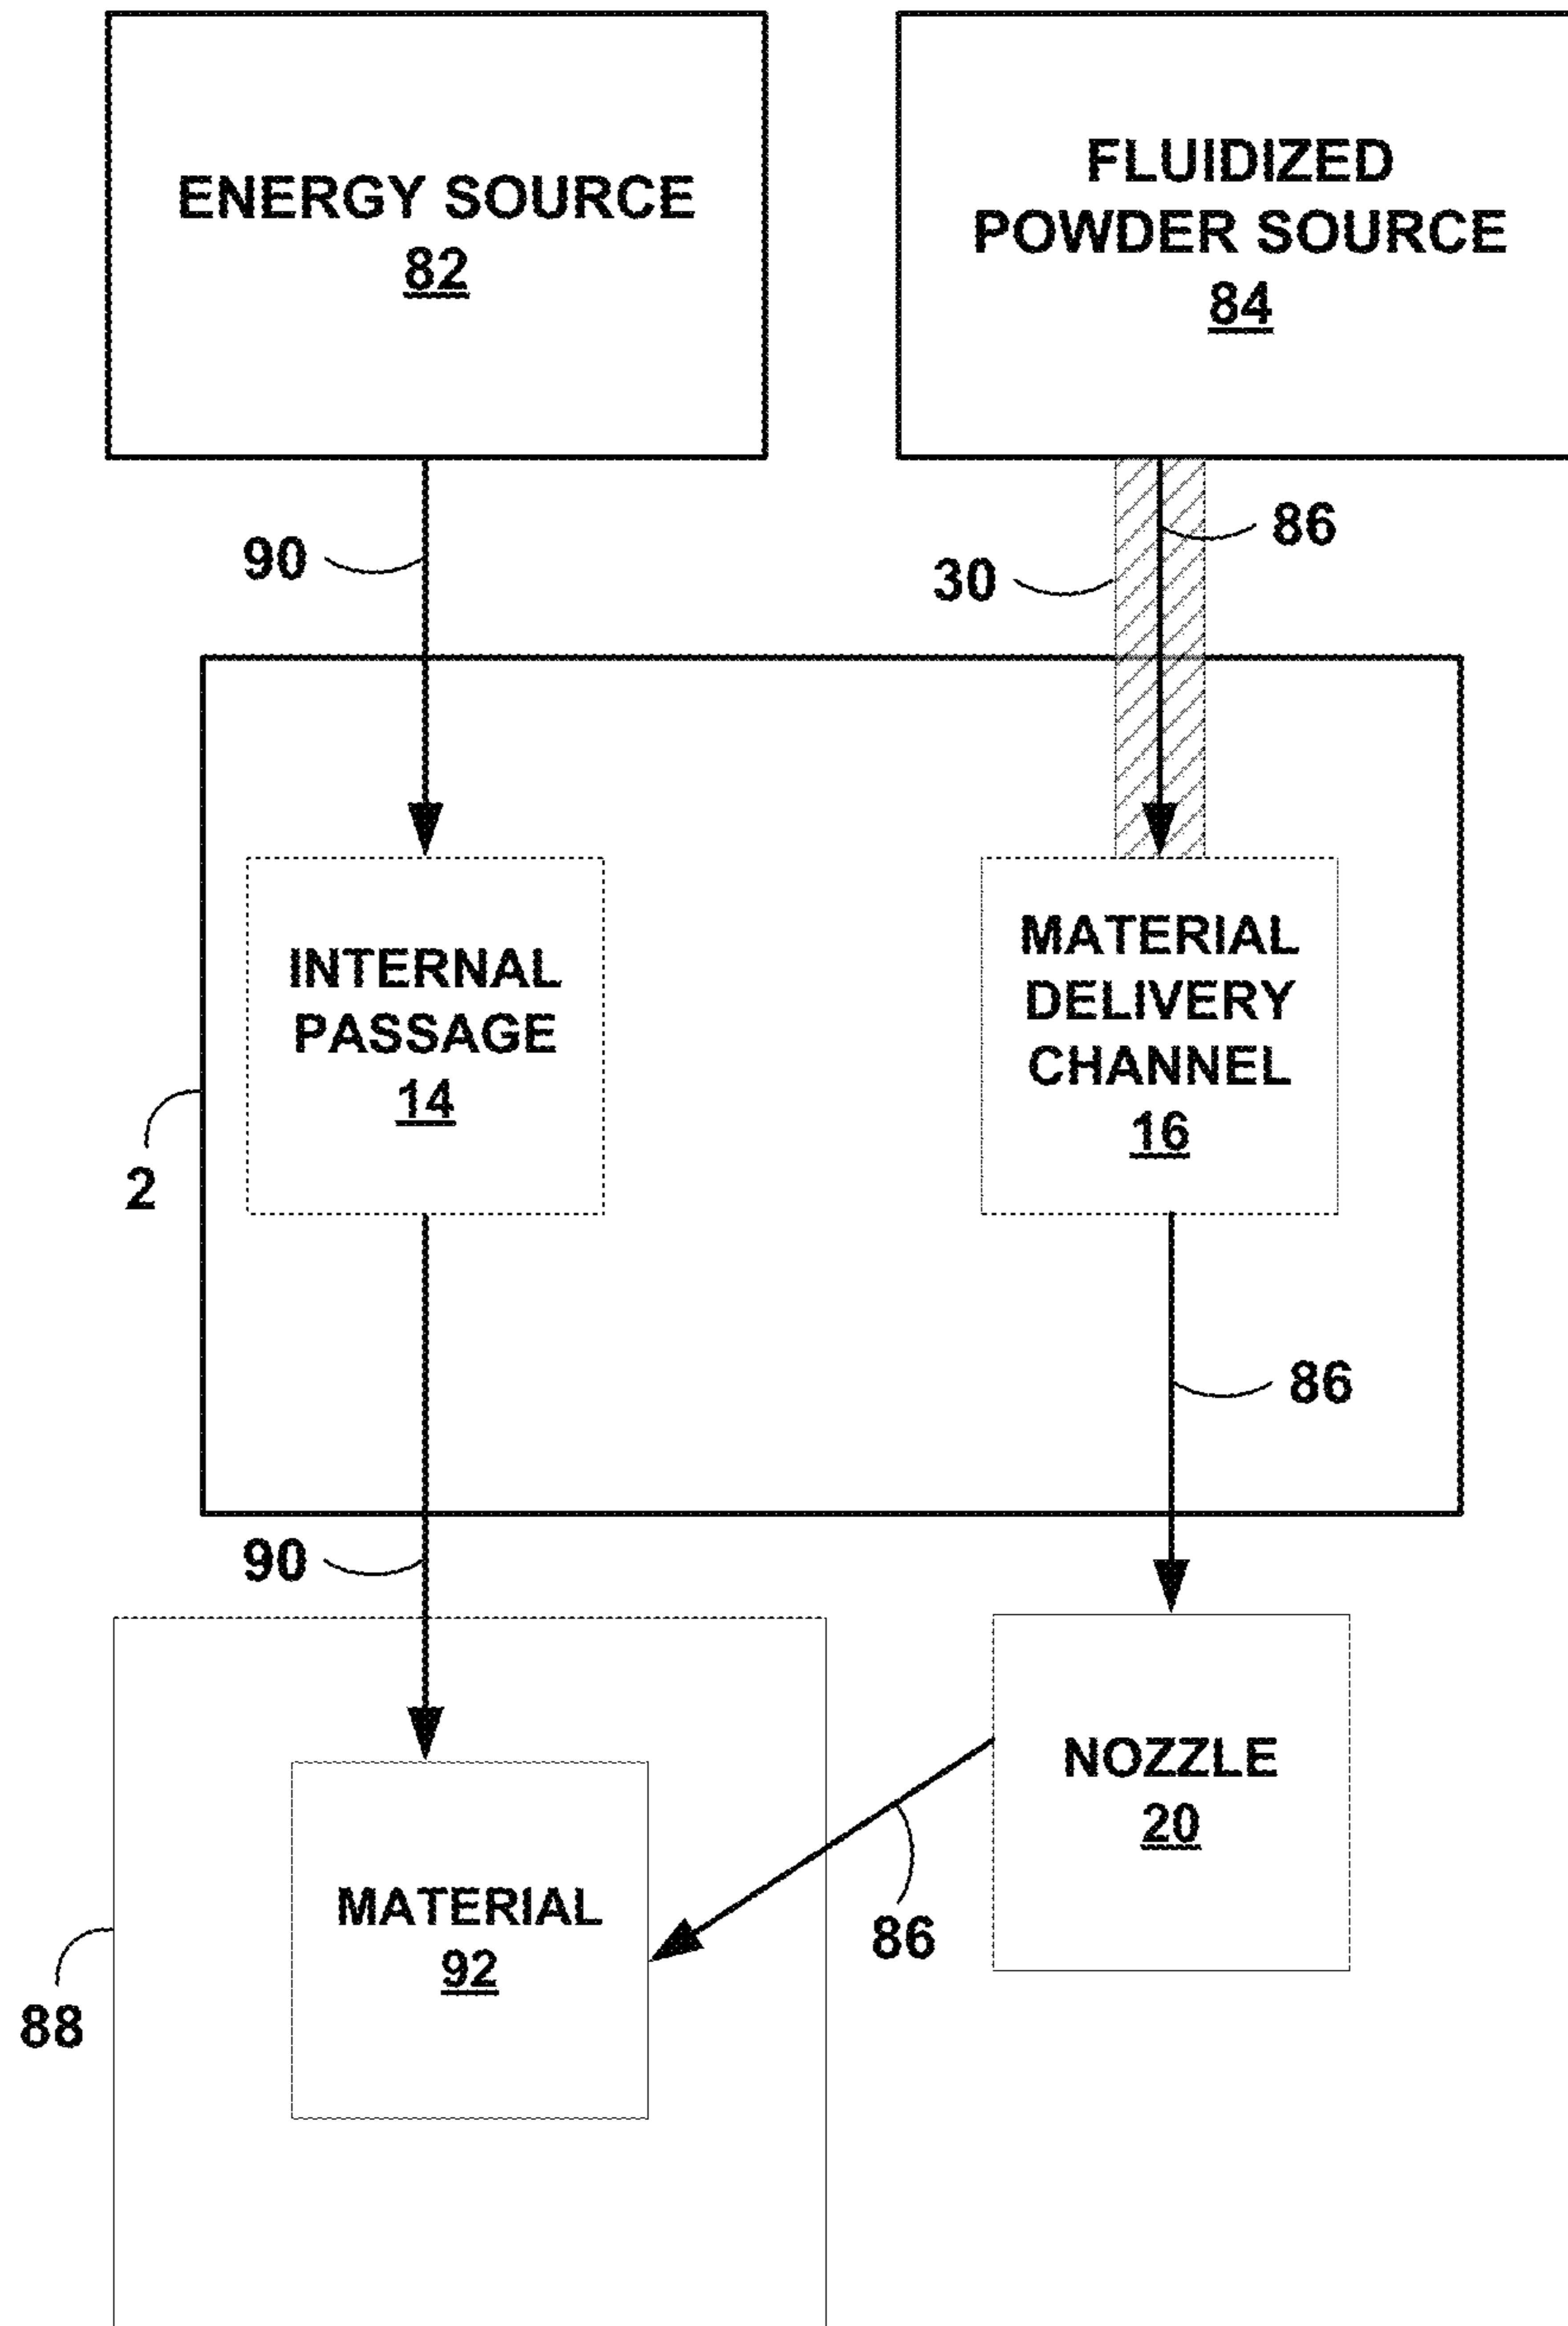 ENERGY SOURCE
82
FLUIDIZED
POWDER SOURCE
84
90
30
86
INTERNAL
PASSAGE
14
MATERIAL
DELIVERY
CHANNEL
16
2
86
90
NOZZLE
20
MATERIAL
92
86
88